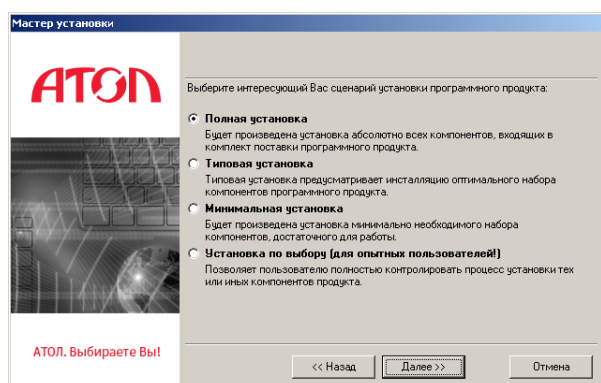 Мастер установки
АТОЛ
Выберите интересующий Вас сценарий установки программного продукта:
Полная установка
Будет произведена установка абсолютно всех компонентов, входящих в
комплект поставки программного продукта.
Типовая установка
Типовая установка предусматривает инсталляцию оптимального набора
компонентов программного продукта.
Минимальная установка
Будет произведена установка минимально необходимого набора
компонентов, достаточного для работы.
Установка по выбору (для опытных пользователей!)
Позволяет пользователю полностью контролировать процесс установки тех
или иных компонентов продукта.
АТОЛ. Выбираете Вы!
<< Назад
Далее >>
Отмена